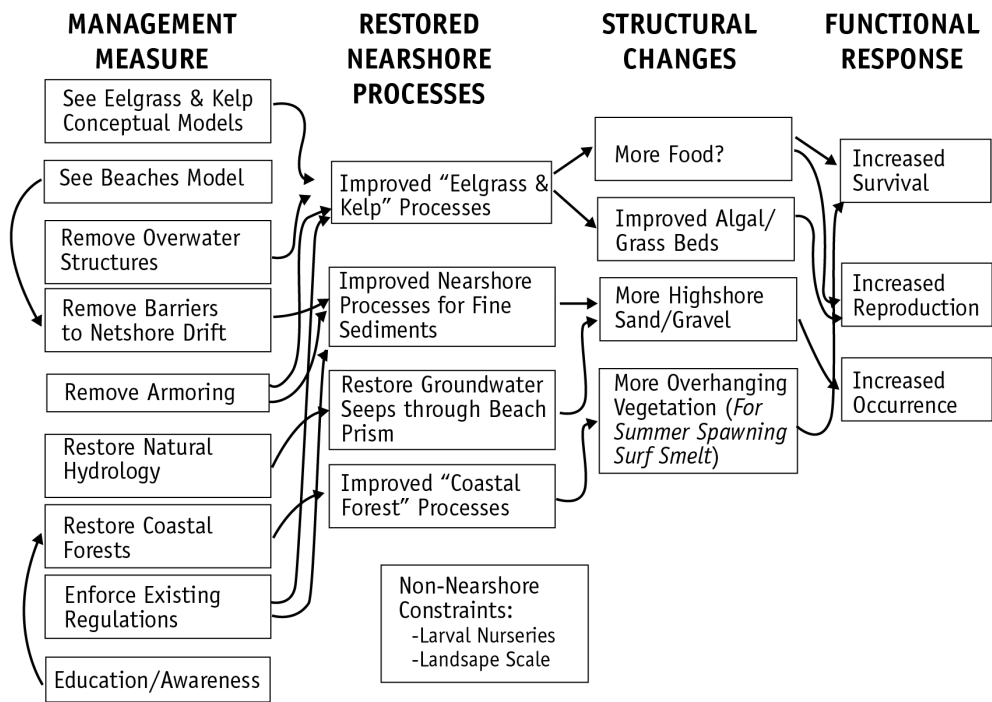 MANAGEMENT
MEASURE
See Eelgrass & Kelp
Conceptual Models
See Beaches Model
Remove Overwater
Structures
Remove Barriers
to Netshore Drift
Remove Armoring
Restore Natural
Hydrology
Restore Coastal
Forests
Enforce Existing
Regulations
Education/Awareness
RESTORED
NEARSHORE
PROCESSES
Improved “Eelgrass &
Kelp” Processes
Improved Nearshore
Processes for Fine
Sediments
Restore Groundwater
Seeps through Beach
Prism
Improved “Coastal
Forest” Processes
Non-Nearshore
Constraints:
-Larval Nurseries
-Landsape Scale
STRUCTURAL
CHANGES
More Food?
Improved Algal/
Grass Beds
More Highshore
Sand/Gravel
More Overhanging
Vegetation (For
Summer Spawning
Surf Smelt)
FUNCTIONAL
RESPONSE
Increased
Survival
Increased
Reproduction
Increased
Occurrence